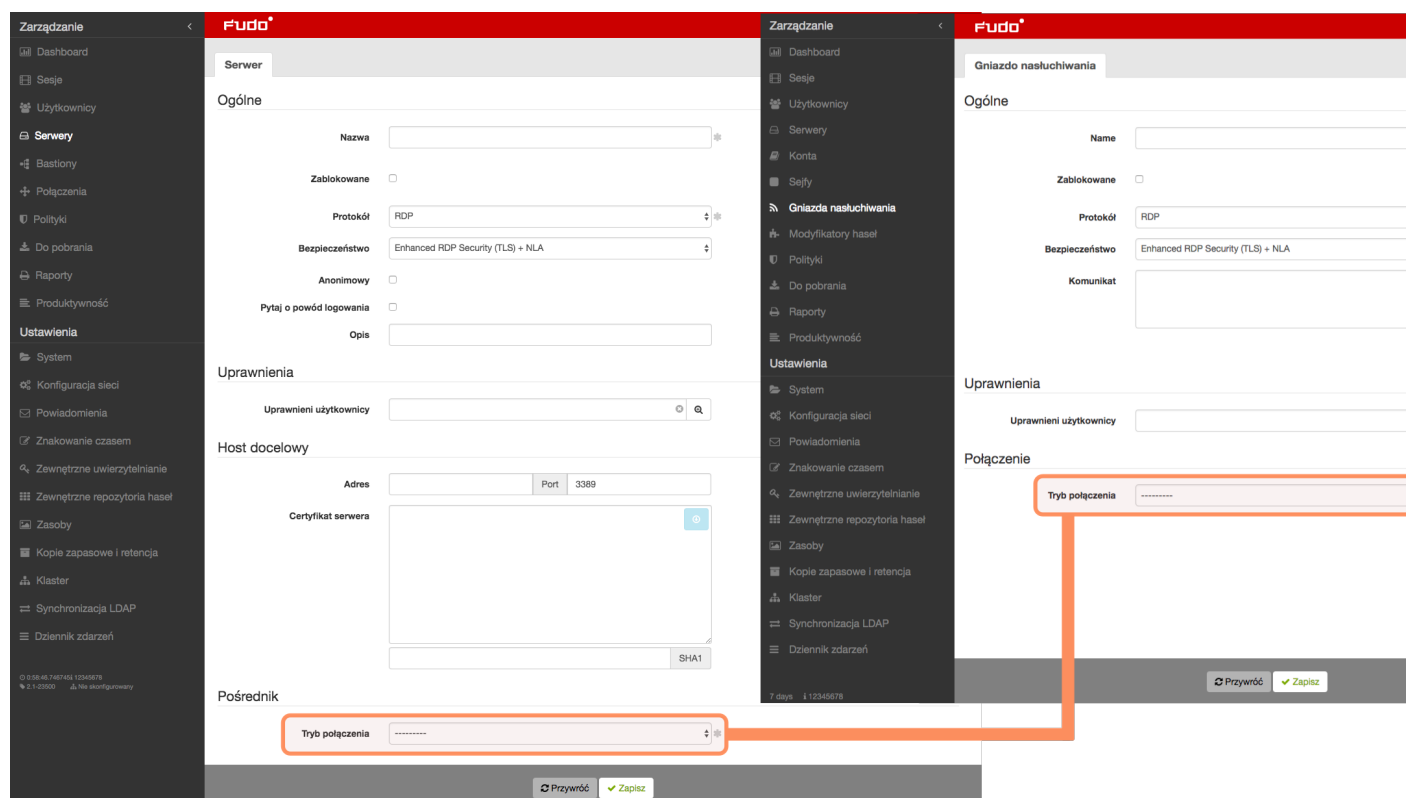 Zarządzanie
Dashboard
Sesje
Użytkownicy
Serwery
Bastiony
Połączenia
Polityki
Do pobrania
Raporty
Produktywność
Ustawienia
System
Konfiguracja sieci
Powiadomienia
Znakowanie czasem
Zewnętrzne uwierzytelnianie
Zewnętrzne repozytoria haseł
Zasoby
Kopie zapasowe i retencja
Klaster
Synchronizacja LDAP
Dziennik zdarzeń
2.1-23500 Nie skonfigurowany
Fudo
Serwer
Ogólne
Nazwa
Zablokowane
Protokół RDP
Bezpieczeństwo Enhanced RDP Security (TLS) + NLA
Anonimowy
Pytaj o powód logowania
Opis
Uprawnienia
Uprawnieni użytkownicy
Host docelowy
Adres Port 3389
Certyfikat serwera
SHA1
Pośrednik
Tryb połączenia ---------
Przywróć Zapisz
Zarządzanie
Dashboard
Sesje
Użytkownicy
Serwery
Konta
Sejfy
Gniazda nasłuchiwania
Modyfikatory haseł
Polityki
Do pobrania
Raporty
Produktywność
Ustawienia
System
Konfiguracja sieci
Powiadomienia
Znakowanie czasem
Zewnętrzne uwierzytelnianie
Zewnętrzne repozytoria haseł
Zasoby
Kopie zapasowe i retencja
Klaster
Synchronizacja LDAP
Dziennik zdarzeń
7 days 12345678
Fudo
Gniazdo nasłuchiwania
Ogólne
Name
Zablokowane
Protokół RDP
Bezpieczeństwo Enhanced RDP Security (TLS) + NLA
Komunikat
Uprawnienia
Uprawnieni użytkownicy
Połączenie
Tryb połączenia ---------
Przywróć Zapisz